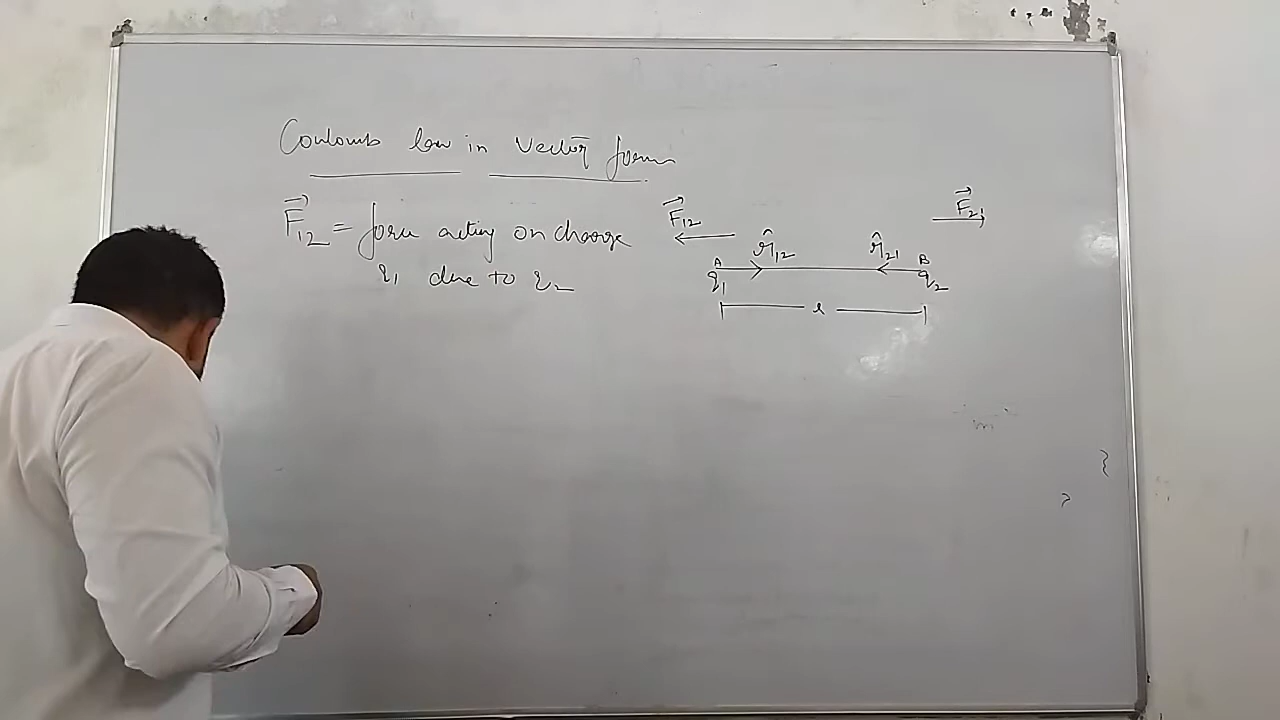 Coulomb law in vector form
F⃗₁₂ = force acting on charge
q₁ due to q₂
F⃗₁₂
F⃗₂₁
r̂₁₂
r̂₂₁
A
B
q₁
q₂
r